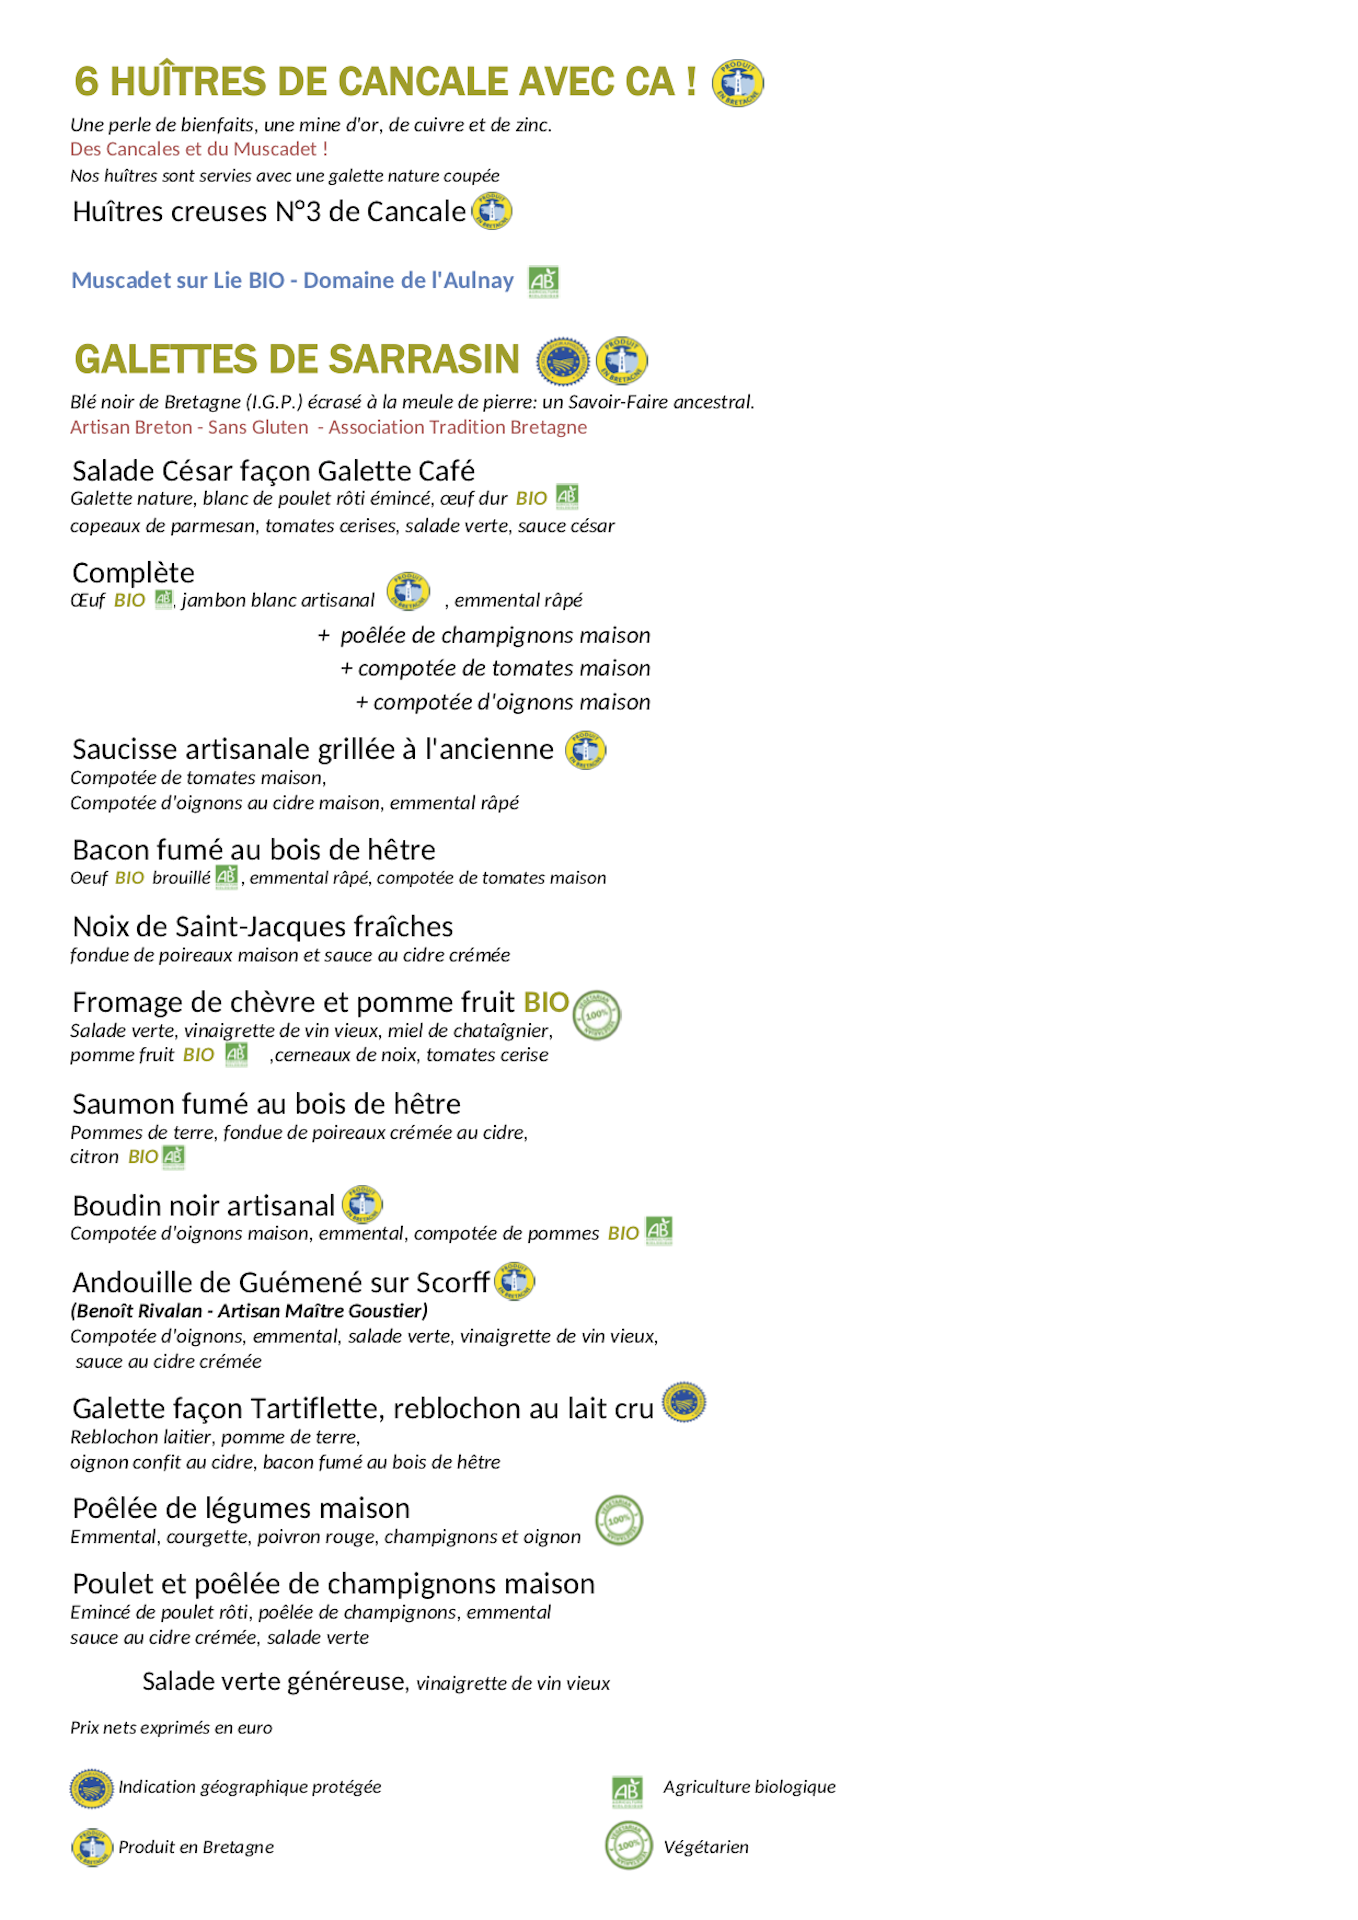 6 HUÎTRES DE CANCALE AVEC CA !
Une perle de bienfaits, une mine d'or, de cuivre et de zinc.
Des Cancales et du Muscadet !
Nos huîtres sont servies avec une galette nature coupée
Huîtres creuses N°3 de Cancale
Muscadet sur Lie BIO - Domaine de l'Aulnay
GALETTES DE SARRASIN
Blé noir de Bretagne (I.G.P.) écrasé à la meule de pierre: un Savoir-Faire ancestral.
Artisan Breton - Sans Gluten - Association Tradition Bretagne
Salade César façon Galette Café
Galette nature, blanc de poulet rôti émincé, œuf dur BIO AB
copeaux de parmesan, tomates cerises, salade verte, sauce césar
Complète
Œuf BIO AB, jambon blanc artisanal , emmental râpé
+ poêlée de champignons maison
+ compotée de tomates maison
+ compotée d'oignons maison
Saucisse artisanale grillée à l'ancienne
Compotée de tomates maison,
Compotée d'oignons au cidre maison, emmental râpé
Bacon fumé au bois de hêtre
Oeuf BIO brouillé AB , emmental râpé, compotée de tomates maison
Noix de Saint-Jacques fraîches
fondue de poireaux maison et sauce au cidre crémée
Fromage de chèvre et pomme fruit BIO
Salade verte, vinaigrette de vin vieux, miel de chataîgnier,
pomme fruit BIO AB ,cerneaux de noix, tomates cerise
Saumon fumé au bois de hêtre
Pommes de terre, fondue de poireaux crémée au cidre,
citron BIO AB
Boudin noir artisanal
Compotée d'oignons maison, emmental, compotée de pommes BIO AB
Andouille de Guémené sur Scorff
(Benoît Rivalan - Artisan Maître Goustier)
Compotée d'oignons, emmental, salade verte, vinaigrette de vin vieux,
sauce au cidre crémée
Galette façon Tartiflette, reblochon au lait cru
Reblochon laitier, pomme de terre,
oignon confit au cidre, bacon fumé au bois de hêtre
Poêlée de légumes maison
Emmental, courgette, poivron rouge, champignons et oignon
Poulet et poêlée de champignons maison
Emincé de poulet rôti, poêlée de champignons, emmental
sauce au cidre crémée, salade verte
Salade verte généreuse, vinaigrette de vin vieux
Prix nets exprimés en euro
Indication géographique protégée
AB Agriculture biologique
Produit en Bretagne
100% Végétarien